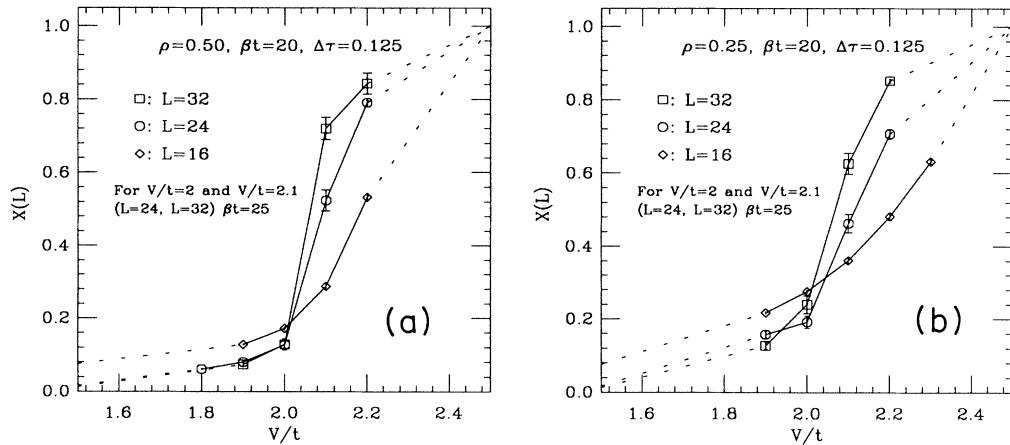 1.0
0.8
0.6
0.4
0.2
0.0
X(L)
ρ=0.50, βt=20, Δτ=0.125
□: L=32
○: L=24
◇: L=16
For V/t=2 and V/t=2.1
(L=24, L=32) βt=25
(a)
1.6 1.8 2.0 2.2 2.4
V/t
1.0
0.8
0.6
0.4
0.2
0.0
X(L)
ρ=0.25, βt=20, Δτ=0.125
□: L=32
○: L=24
◇: L=16
For V/t=2 and V/t=2.1
(L=24, L=32) βt=25
(b)
1.6 1.8 2.0 2.2 2.4
V/t